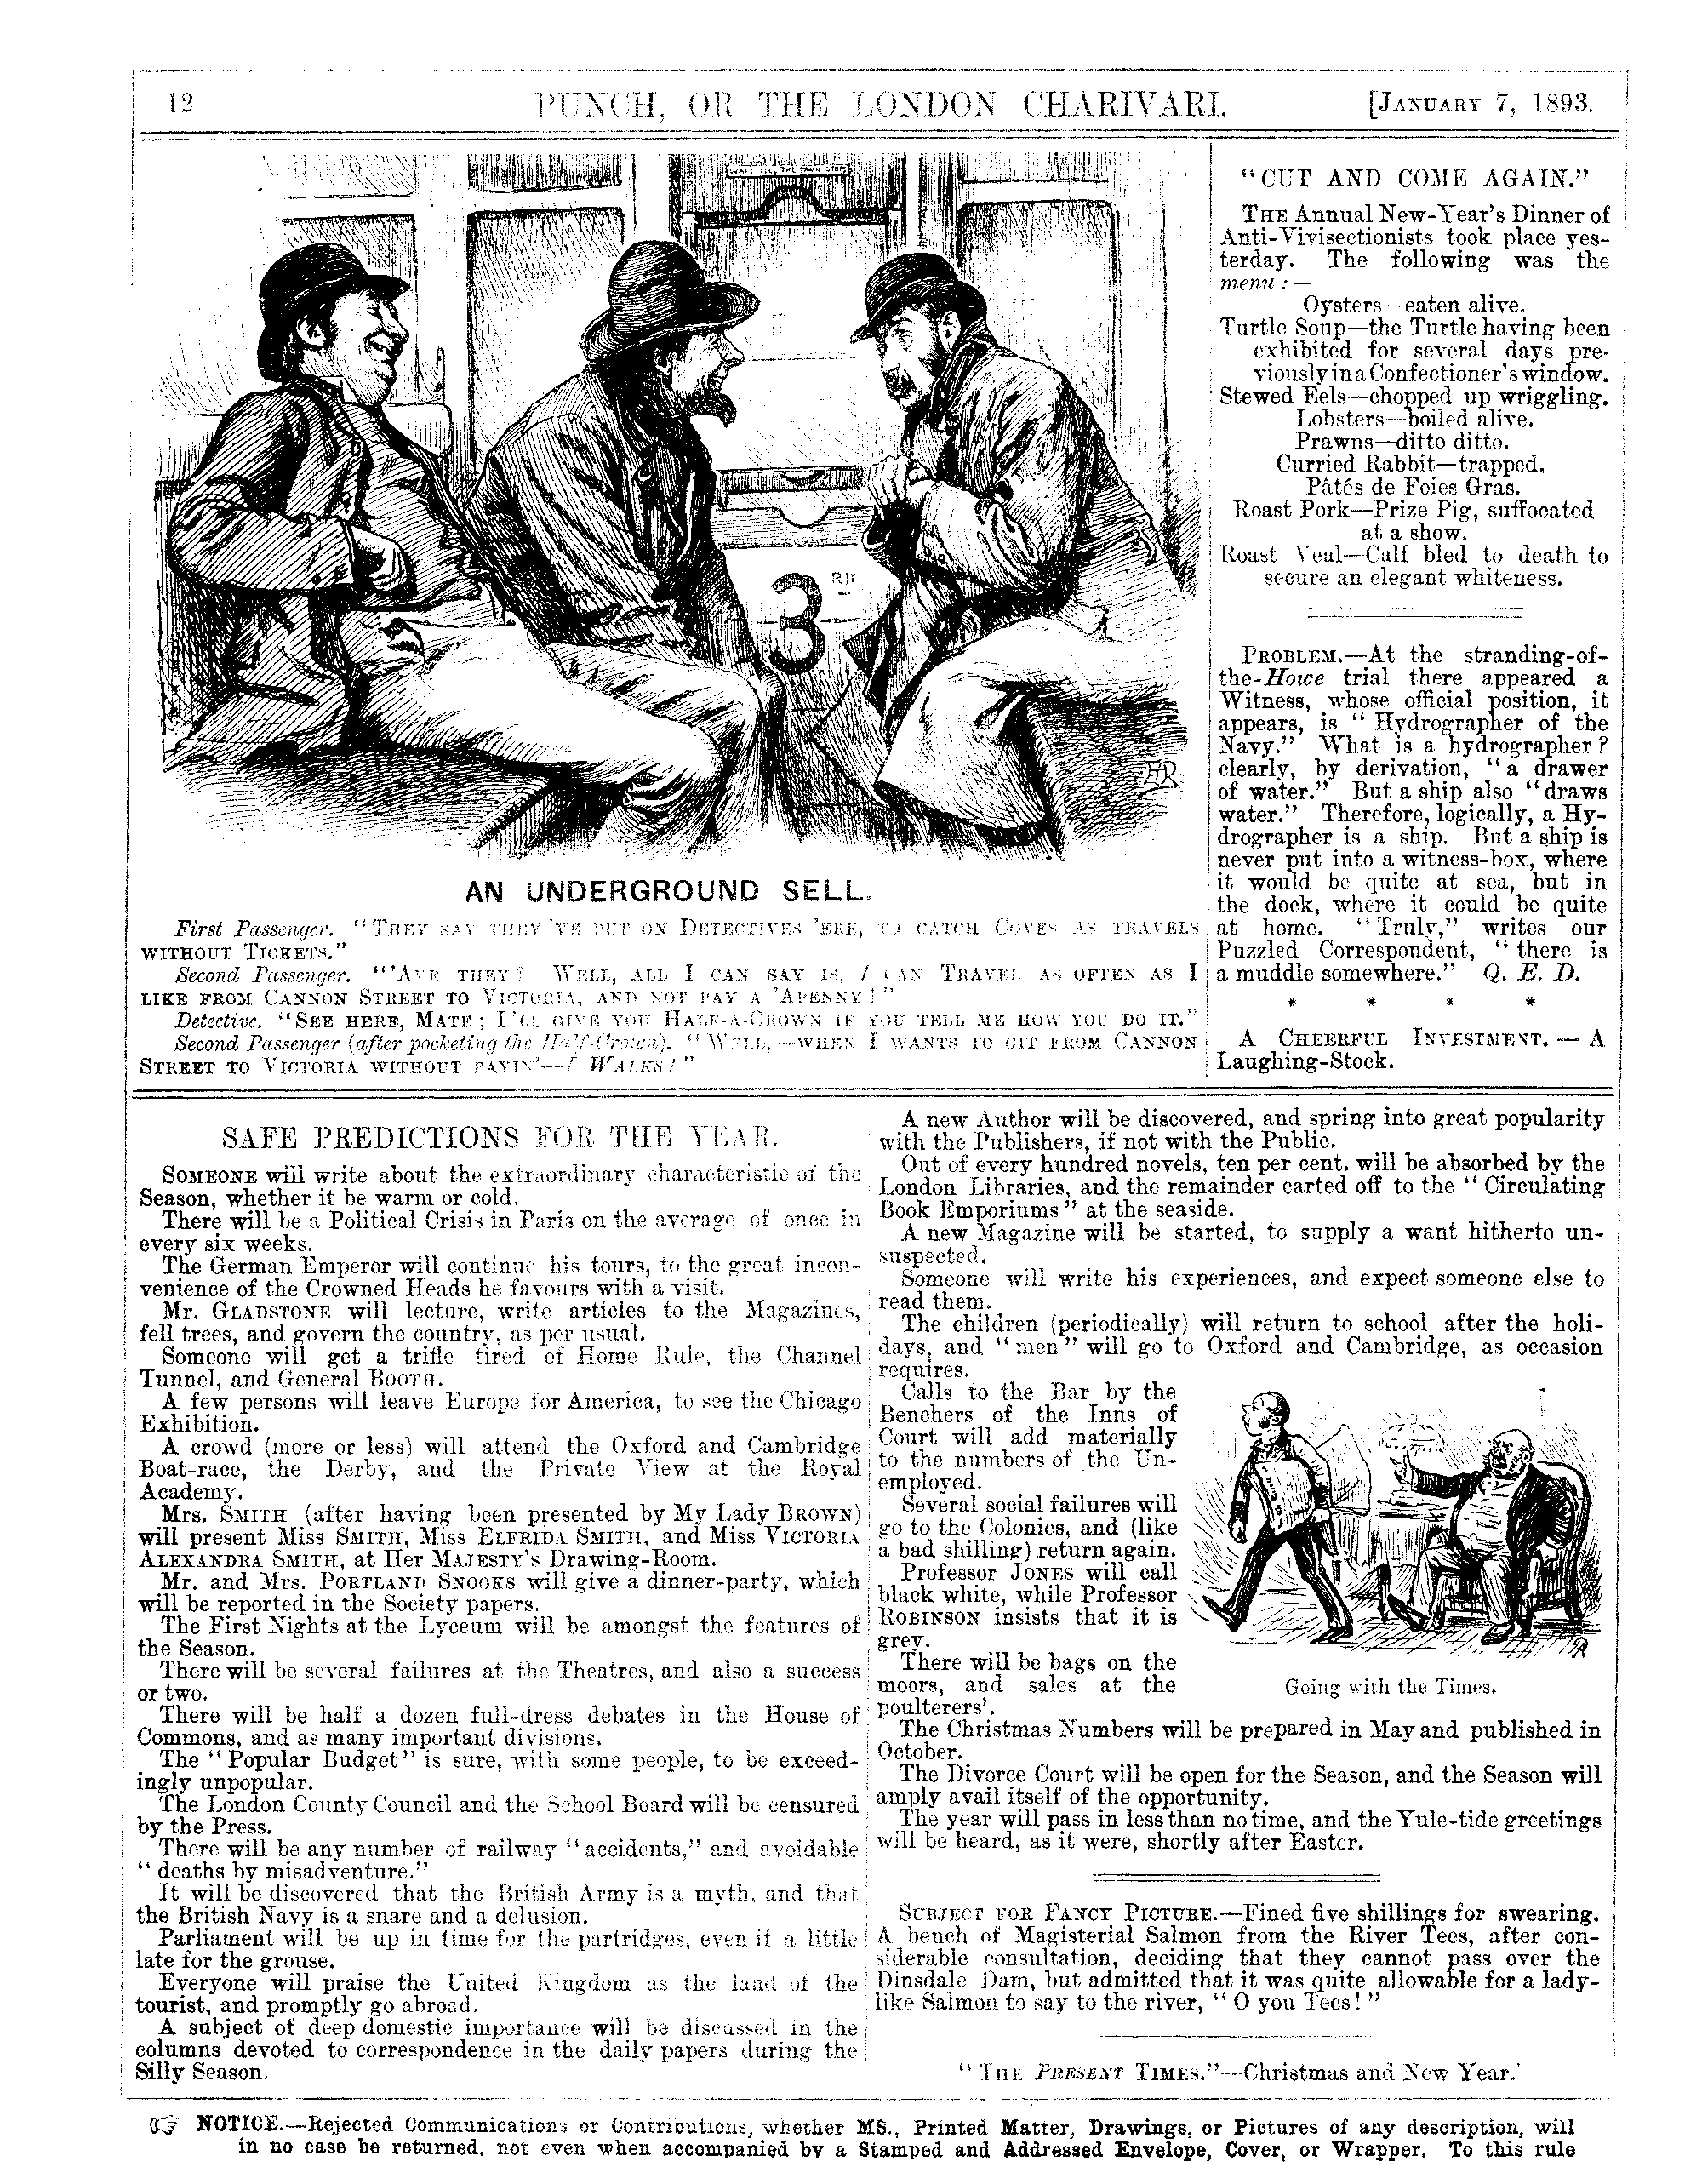 12
PUNCH, OR THE LONDON CHARIVARI.
[JANUARY 7, 1893.
WAIT TILL THE TRAIN STOPS
3RD
AN UNDERGROUND SELL.
First Passenger. "THEY SAY THEY'VE PUT ON DETECTIVES 'ERE, TO CATCH COVES AS TRAVELS
WITHOUT TICKETS."
Second Passenger. "'AVE THEY? WELL, ALL I CAN SAY IS, I CAN TRAVEL AS OFTEN AS I
LIKE FROM CANNON STREET TO VICTORIA, AND NOT PAY A 'APENNY!"
Detective. "SEE HERE, MATE; I'LL GIVE YOU HALF-A-CROWN IF YOU TELL ME HOW YOU DO IT."
Second Passenger (after pocketing the Half-Crown). "WELL,—WHEN I WANTS TO GIT FROM CANNON
STREET TO VICTORIA WITHOUT PAYIN'—I WALKS!"
"CUT AND COME AGAIN."
THE Annual New-Year's Dinner of
Anti-Vivisectionists took place yes-
terday. The following was the
menu:—
Oysters—eaten alive.
Turtle Soup—the Turtle having been
exhibited for several days pre-
viously in a Confectioner's window.
Stewed Eels—chopped up wriggling.
Lobsters—boiled alive.
Prawns—ditto ditto.
Curried Rabbit—trapped.
Pâtés de Foies Gras.
Roast Pork—Prize Pig, suffocated
at a show.
Roast Veal—Calf bled to death to
secure an elegant whiteness.
PROBLEM.—At the stranding-of-
the-Howe trial there appeared a
Witness, whose official position, it
appears, is "Hydrographer of the
Navy." What is a hydrographer?
clearly, by derivation, "a drawer
of water." But a ship also "draws
water." Therefore, logically, a Hy-
drographer is a ship. But a ship is
never put into a witness-box, where
it would be quite at sea, but in
the dock, where it could be quite
at home. "Truly," writes our
Puzzled Correspondent, "there is
a muddle somewhere." Q. E. D.
* * * *
A CHEERFUL INVESTMENT.—A
Laughing-Stock.
SAFE PREDICTIONS FOR THE YEAR.
SOMEONE will write about the extraordinary characteristic of the
Season, whether it be warm or cold.
There will be a Political Crisis in Paris on the average of once in
every six weeks.
The German Emperor will continue his tours, to the great incon-
venience of the Crowned Heads he favours with a visit.
Mr. GLADSTONE will lecture, write articles to the Magazines,
fell trees, and govern the country, as per usual.
Someone will get a trifle tired of Home Rule, the Channel
Tunnel, and General BOOTH.
A few persons will leave Europe for America, to see the Chicago
Exhibition.
A crowd (more or less) will attend the Oxford and Cambridge
Boat-race, the Derby, and the Private View at the Royal
Academy.
Mrs. SMITH (after having been presented by My Lady BROWN)
will present Miss SMITH, Miss ELFRIDA SMITH, and Miss VICTORIA
ALEXANDRA SMITH, at Her MAJESTY'S Drawing-Room.
Mr. and Mrs. PORTLAND SNOOKS will give a dinner-party, which
will be reported in the Society papers.
The First Nights at the Lyceum will be amongst the features of
the Season.
There will be several failures at the Theatres, and also a success
or two.
There will be half a dozen full-dress debates in the House of
Commons, and as many important divisions.
The "Popular Budget" is sure, with some people, to be exceed-
ingly unpopular.
The London County Council and the School Board will be censured
by the Press.
There will be any number of railway "accidents," and avoidable
"deaths by misadventure."
It will be discovered that the British Army is a myth, and that
the British Navy is a snare and a delusion.
Parliament will be up in time for the partridges, even if a little
late for the grouse.
Everyone will praise the United Kingdom as the land of the
tourist, and promptly go abroad.
A subject of deep domestic importance will be discussed in the
columns devoted to correspondence in the daily papers during the
Silly Season.
A new Author will be discovered, and spring into great popularity
with the Publishers, if not with the Public.
Out of every hundred novels, ten per cent. will be absorbed by the
London Libraries, and the remainder carted off to the "Circulating
Book Emporiums" at the seaside.
A new Magazine will be started, to supply a want hitherto un-
suspected.
Someone will write his experiences, and expect someone else to
read them.
The children (periodically) will return to school after the holi-
days, and "men" will go to Oxford and Cambridge, as occasion
requires.
Calls to the Bar by the
Benchers of the Inns of
Court will add materially
to the numbers of the Un-
employed.
Several social failures will
go to the Colonies, and (like
a bad shilling) return again.
Professor JONES will call
black white, while Professor
ROBINSON insists that it is
grey.
There will be bags on the
moors, and sales at the
poulterers'.
Going with the Times.
The Christmas Numbers will be prepared in May and published in
October.
The Divorce Court will be open for the Season, and the Season will
amply avail itself of the opportunity.
The year will pass in less than no time, and the Yule-tide greetings
will be heard, as it were, shortly after Easter.
SUBJECT FOR FANCY PICTURE.—Fined five shillings for swearing.
A bench of Magisterial Salmon from the River Tees, after con-
siderable consultation, deciding that they cannot pass over the
Dinsdale Dam, but admitted that it was quite allowable for a lady-
like Salmon to say to the river, "O you Tees!"
"THE PRESENT TIMES."—Christmas and New Year.
☞ NOTICE.—Rejected Communications or Contributions, whether MS., Printed Matter, Drawings, or Pictures of any description, will
in no case be returned, not even when accompanied by a Stamped and Addressed Envelope, Cover, or Wrapper. To this rule